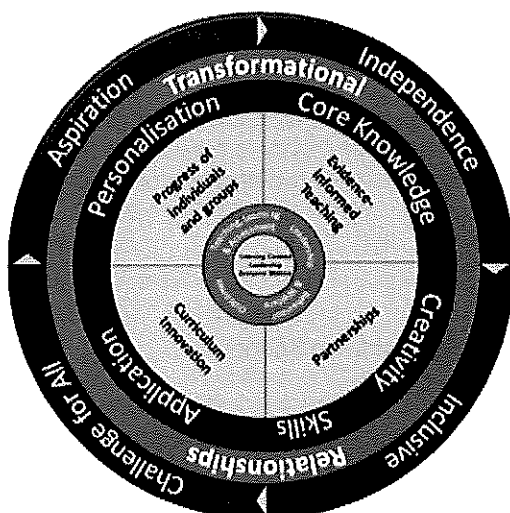 Aspiration
Independence
Transformational
Personalisation
Core Knowledge
Progress of
individuals
and groups
Evidence-
Informed
Teaching
Curriculum
Innovation
Partnerships
Application
Skills
Creativity
Relationships
Challenge for All
Inclusive